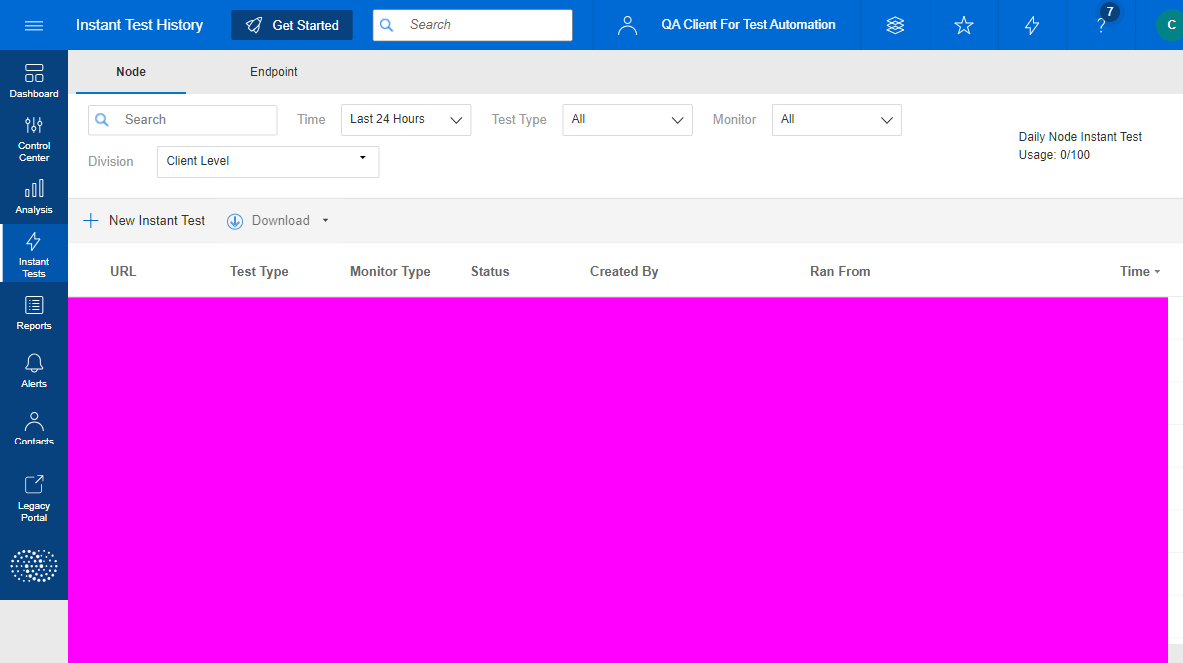 Instant Test History
Get Started
Search
QA Client For Test Automation
7
?
C
Dashboard
Control
Center
Analysis
Instant
Tests
Reports
Alerts
Contacts
Legacy
Portal
Node
Endpoint
Search
Time
Last 24 Hours
Test Type
All
Monitor
All
Division
Client Level
Daily Node Instant Test
Usage: 0/100
New Instant Test
Download
URL
Test Type
Monitor Type
Status
Created By
Ran From
Time